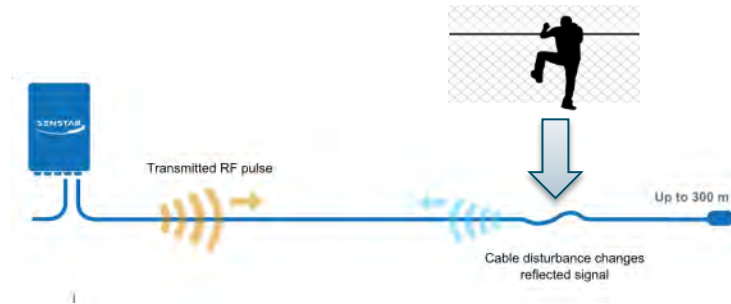 SENSTAR
Transmitted RF pulse
Up to 300 m
Cable disturbance changes
reflected signal